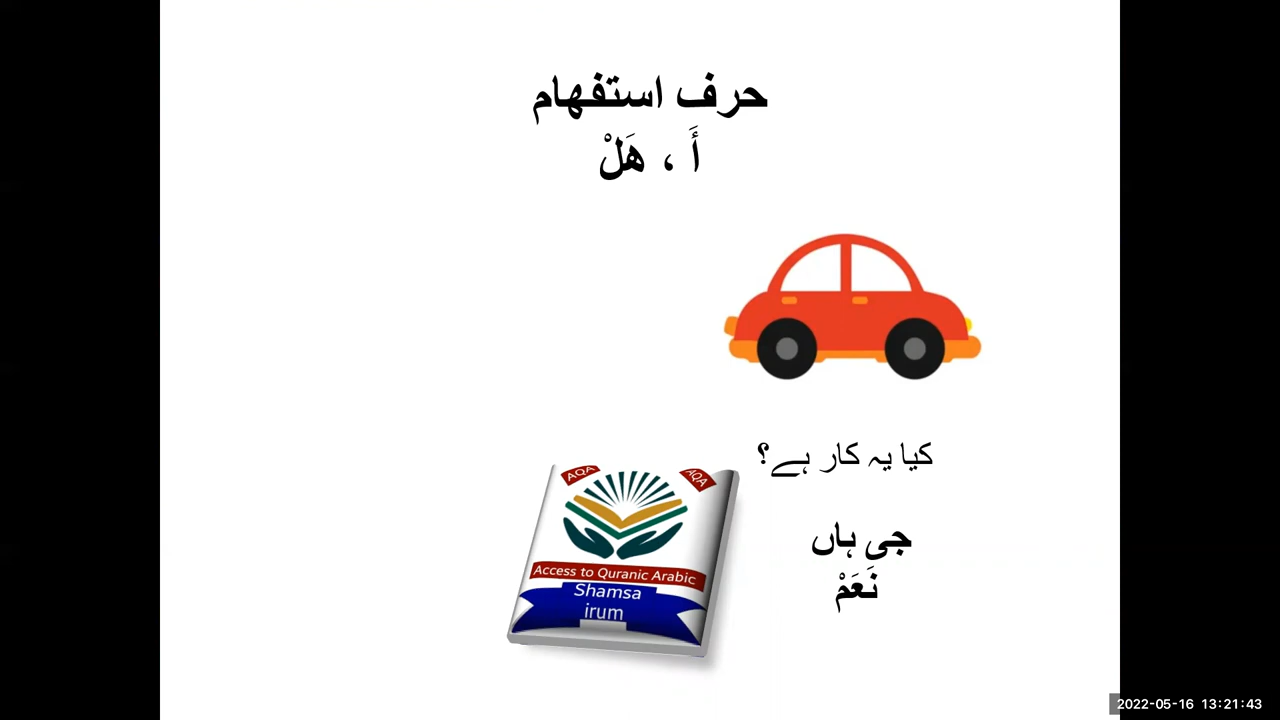 حرف استفهام
أَ ، هَلْ
کیا یہ کار ہے؟
جی ہاں
نَعَمْ
AQA AQA
Access to Quranic Arabic
Shamsa
irum
2022-05-16 13:21:43